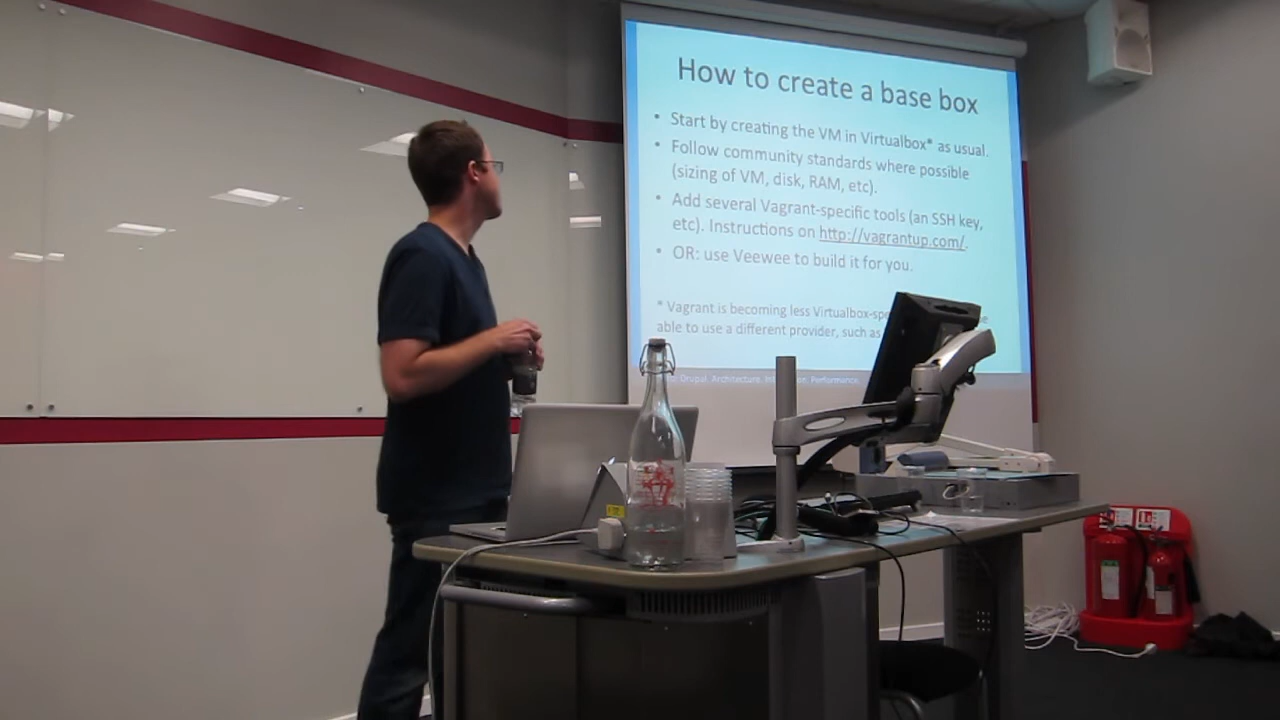 How to create a base box
• Start by creating the VM in Virtualbox* as usual.
• Follow community standards where possible
(sizing of VM, disk, RAM, etc).
• Add several Vagrant-specific tools (an SSH key,
etc). Instructions on http://vagrantup.com/.
• OR: use Veewee to build it for you.
* Vagrant is becoming less Virtualbox-spe
able to use a different provider, such as
Drupal. Architecture. Performance.